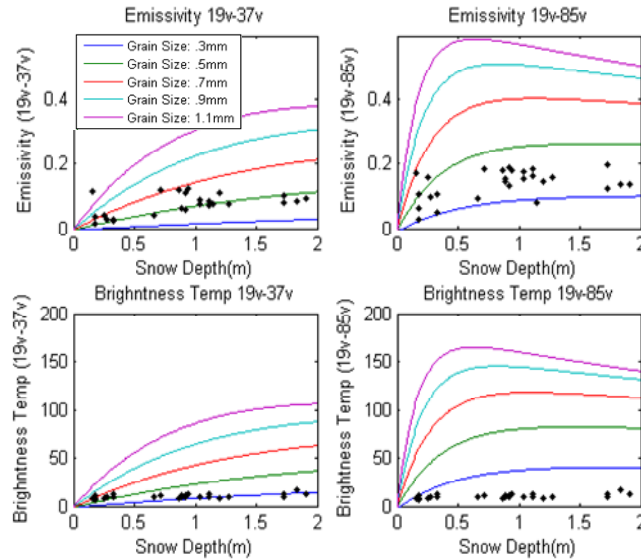 Emissivity 19v-37v
Emissivity 19v-85v
Grain Size: .3mm
Grain Size: .5mm
Grain Size: .7mm
Grain Size: .9mm
Grain Size: 1.1mm
Emissivity (19v-37v)
0.4
0.2
0
0
0.5
1
1.5
2
Snow Depth(m)
Emissivity (19v-85v)
0.4
0.2
0
0
0.5
1
1.5
2
Snow Depth(m)
Brighntness Temp 19v-37v
Brightness Temp 19v-85v
Brighntness Temp (19v-37v)
200
150
100
50
0
0
0.5
1
1.5
2
Snow Depth(m)
Brighntness Temp (19v-85v)
200
150
100
50
0
0
0.5
1
1.5
2
Snow Depth(m)